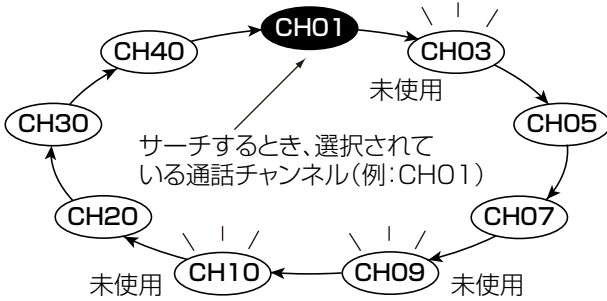 CH01
CH03
未使用
CH40
CH30
CH05
サーチするとき、選択されて
いる通話チャンネル(例:CH01)
CH20
CH07
未使用
CH10
CH09
未使用